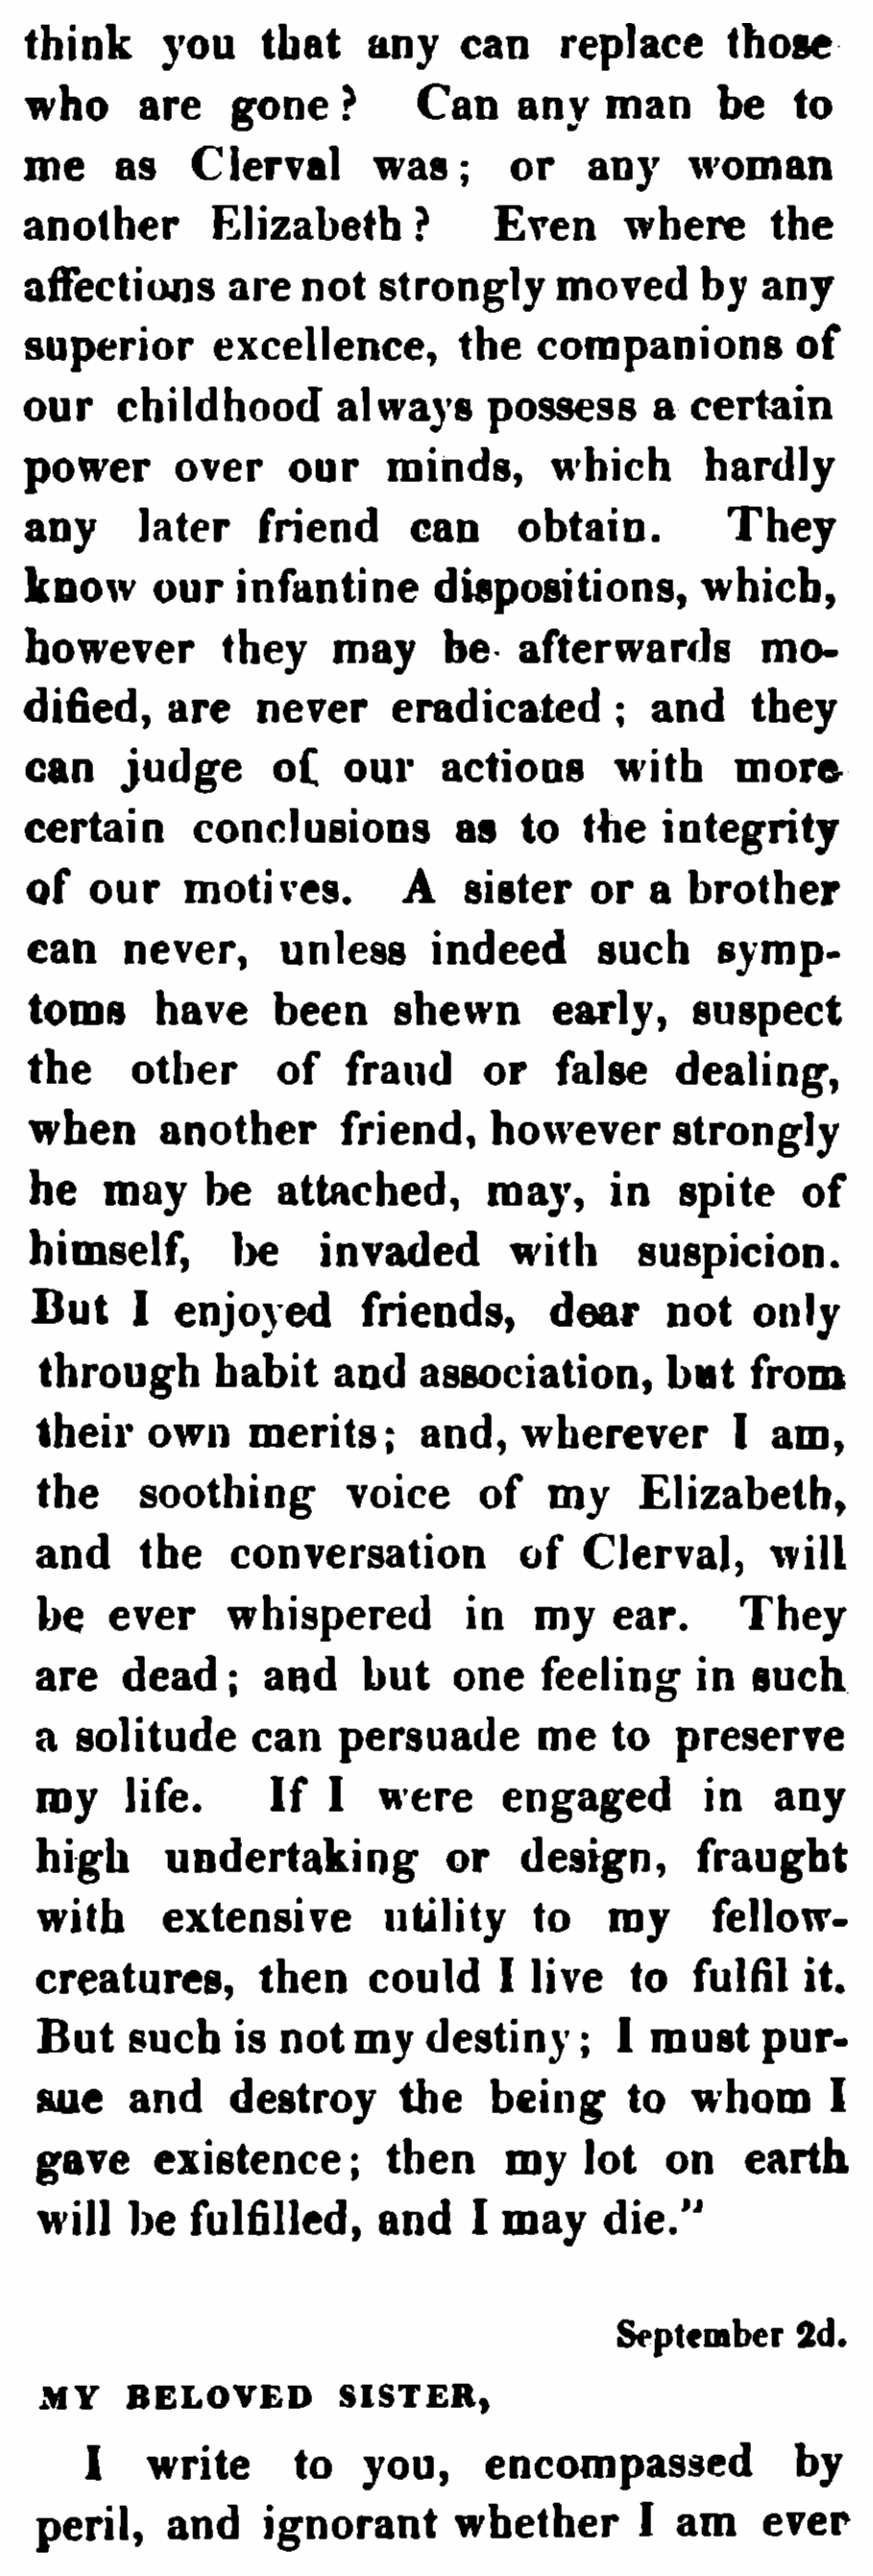 think you that any can replace those
who are gone? Can any man be to
me as Clerval was; or any woman
another Elizabeth? Even where the
affections are not strongly moved by any
superior excellence, the companions of
our childhood always possess a certain
power over our minds, which hardly
any later friend can obtain. They
know our infantine dispositions, which,
however they may be afterwards mo-
dified, are never eradicated; and they
can judge of our actions with more
certain conclusions as to the integrity
of our motives. A sister or a brother
can never, unless indeed such symp-
toms have been shewn early, suspect
the other of fraud or false dealing,
when another friend, however strongly
he may be attached, may, in spite of
himself, be invaded with suspicion.
But I enjoyed friends, dear not only
through habit and association, but from
their own merits; and, wherever I am,
the soothing voice of my Elizabeth,
and the conversation of Clerval, will
be ever whispered in my ear. They
are dead; and but one feeling in such
a solitude can persuade me to preserve
my life. If I were engaged in any
high undertaking or design, fraught
with extensive utility to my fellow-
creatures, then could I live to fulfil it.
But such is not my destiny; I must pur-
sue and destroy the being to whom I
gave existence; then my lot on earth
will be fulfilled, and I may die."
September 2d.
MY BELOVED SISTER,
I write to you, encompassed by
peril, and ignorant whether I am ever